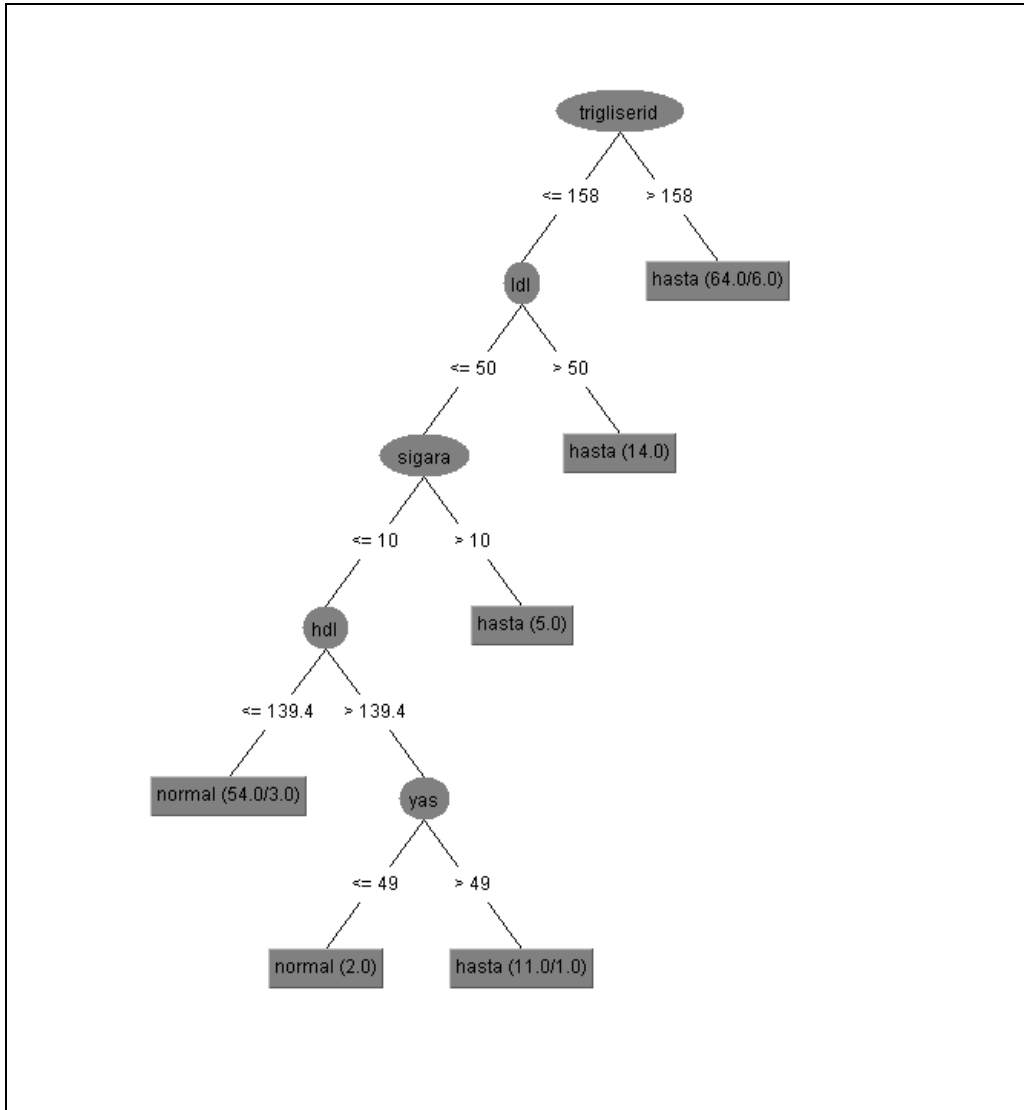 trigliserid
<= 158
> 158
ldl
hasta (64.0/6.0)
<= 50
> 50
sigara
hasta (14.0)
<= 10
> 10
hdl
hasta (5.0)
<= 139.4
> 139.4
normal (54.0/3.0)
yas
<= 49
> 49
normal (2.0)
hasta (11.0/1.0)